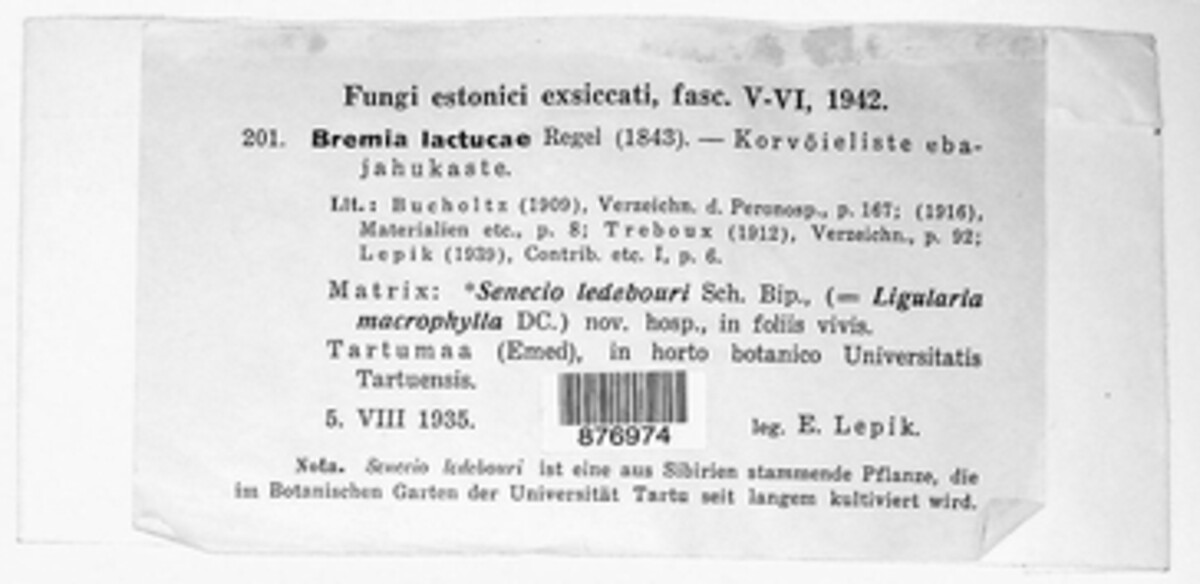 Fungi estonici exsiccati, fasc. V-VI, 1942.
201. Bremia lactucae Regel (1843). — Korvõieliste eba-
jahukaste.
Lit.: Bucholtz (1909), Verzeichn. d. Peronosp., p. 167; (1916),
Materialien etc., p. 8; Treboux (1912), Verzeichn., p. 92;
Lepik (1939), Contrib. etc. I, p. 6.
Matrix: *Senecio ledebouri Sch. Bip., (= Ligularia
macrophylla DC.) nov. hosp., in foliis vivis.
Tartumaa (Emed), in horto botanico Universitatis
Tartuensis.
5. VIII 1935.
876974
leg. E. Lepik.
Nota. Senecio ledebouri ist eine aus Sibirien stammende Pflanze, die
im Botanischen Garten der Universität Tartu seit langem kultiviert wird.